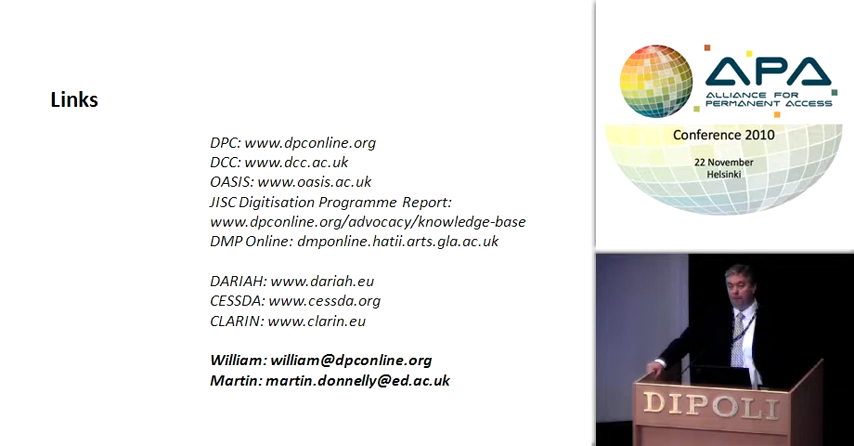 Links
DPC: www.dpconline.org
DCC: www.dcc.ac.uk
OASIS: www.oasis.ac.uk
JISC Digitisation Programme Report:
www.dpconline.org/advocacy/knowledge-base
DMP Online: dmponline.hatii.arts.gla.ac.uk
DARIAH: www.dariah.eu
CESSDA: www.cessda.org
CLARIN: www.clarin.eu
William: william@dpconline.org
Martin: martin.donnelly@ed.ac.uk
APA
ALLIANCE FOR
PERMANENT ACCESS
Conference 2010
22 November
Helsinki
DIPOLI